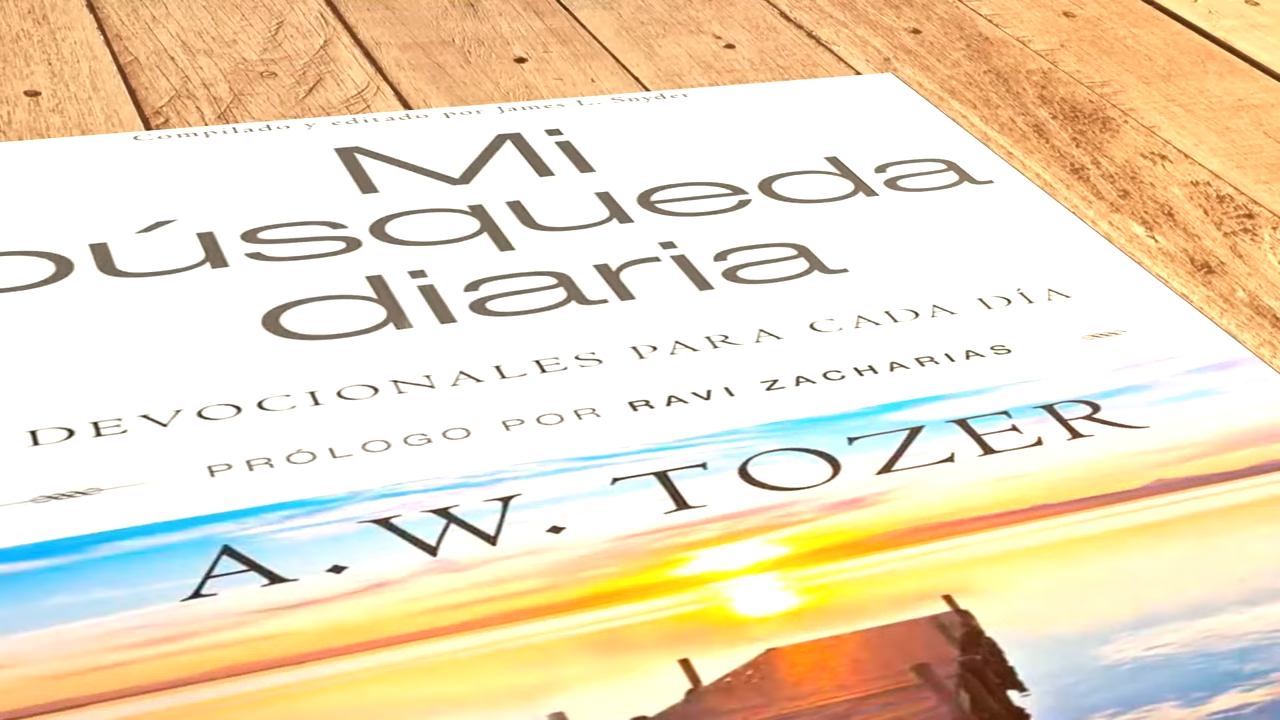 Compilado y editado por James L. Snyder
Mi
búsqueda
diaria
DEVOCIONALES PARA CADA DÍA
PRÓLOGO POR RAVI ZACHARIAS
A. W. TOZER